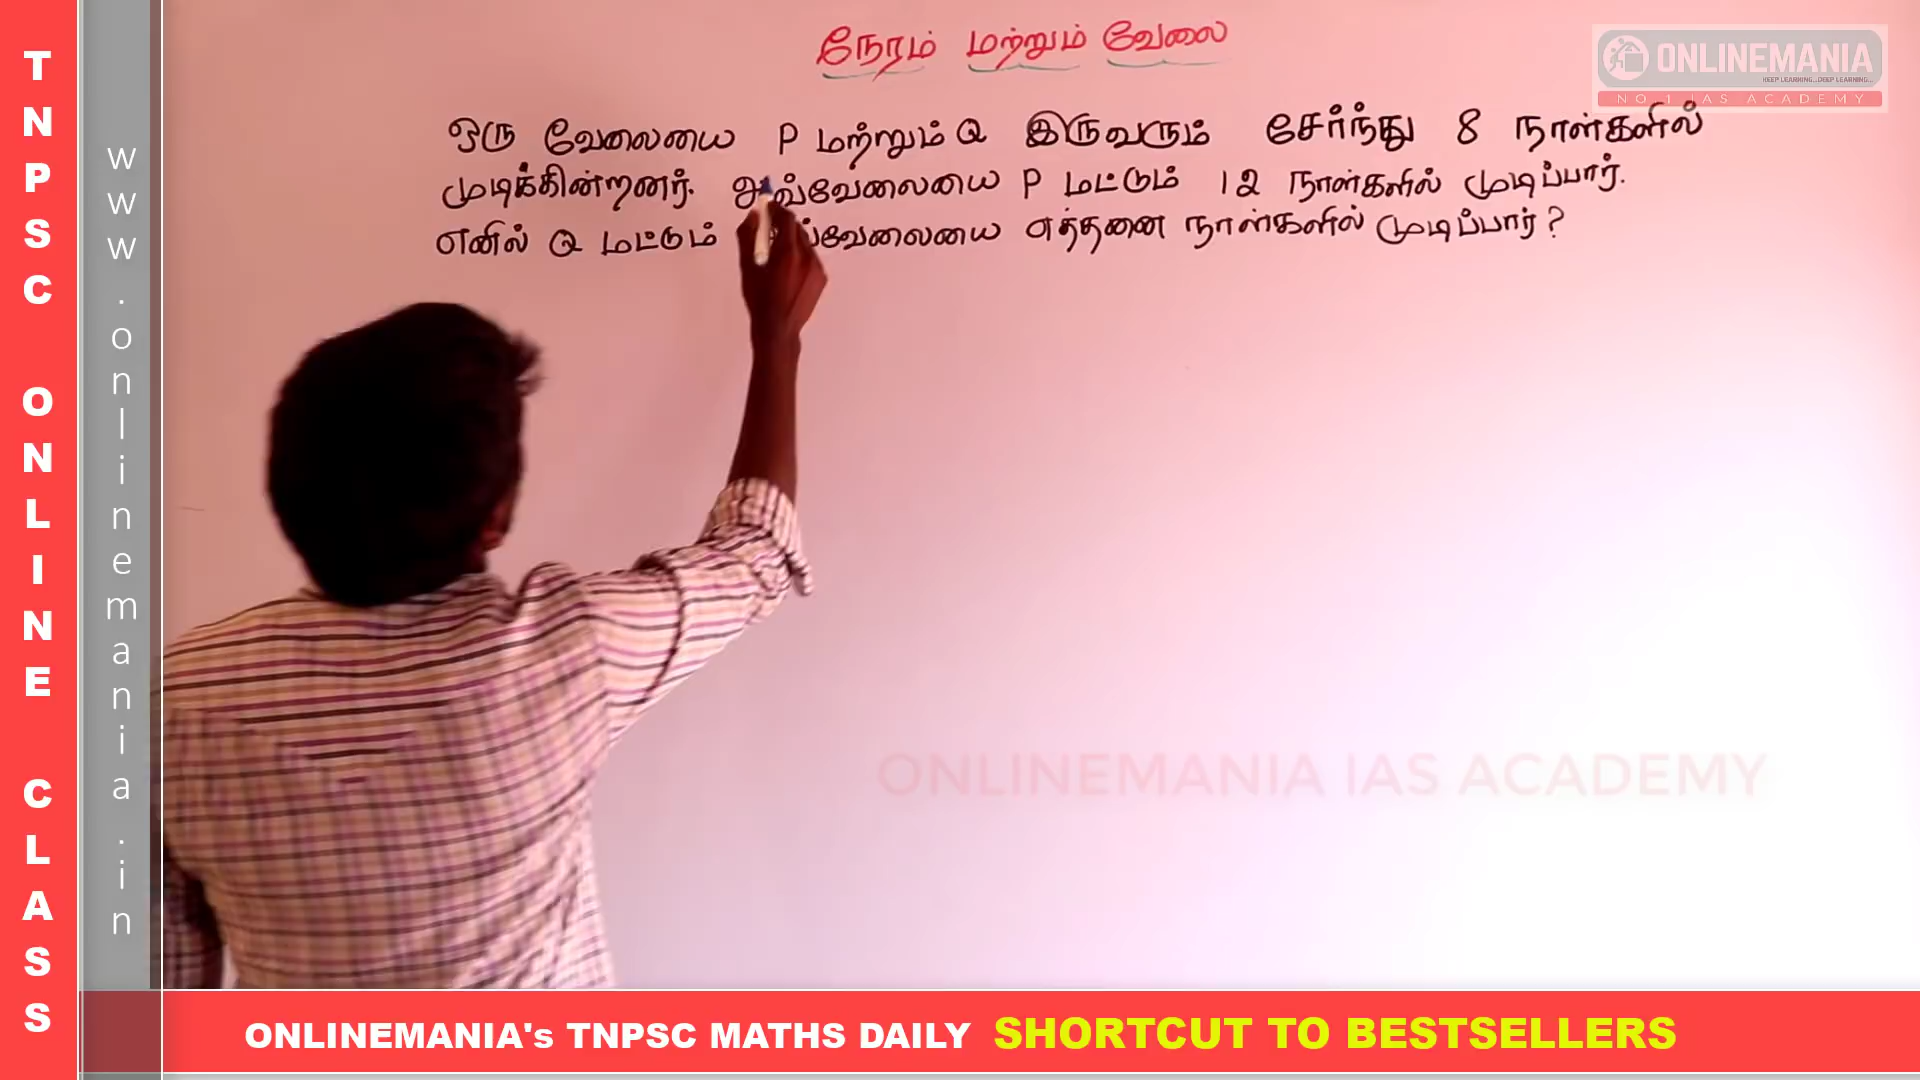 TNPSC ONLINE CLASS
www.onlinemania.in
நேரம் மற்றும் வேலை
ONLINEMANIA
KEEP LEARNING...DEEP LEARNING...
NO 1 IAS ACADEMY
ஒரு வேலையை P மற்றும் Q இருவரும் சேர்ந்து 8 நாள்களில்
முடிக்கின்றனர். அவ்வேலையை P மட்டும் 12 நாள்களில் முடிப்பார்.
எனில் Q மட்டும் எத்தனை நாள்களில் முடிப்பார்?
ONLINEMANIA IAS ACADEMY
ONLINEMANIA's TNPSC MATHS DAILY SHORTCUT TO BESTSELLERS